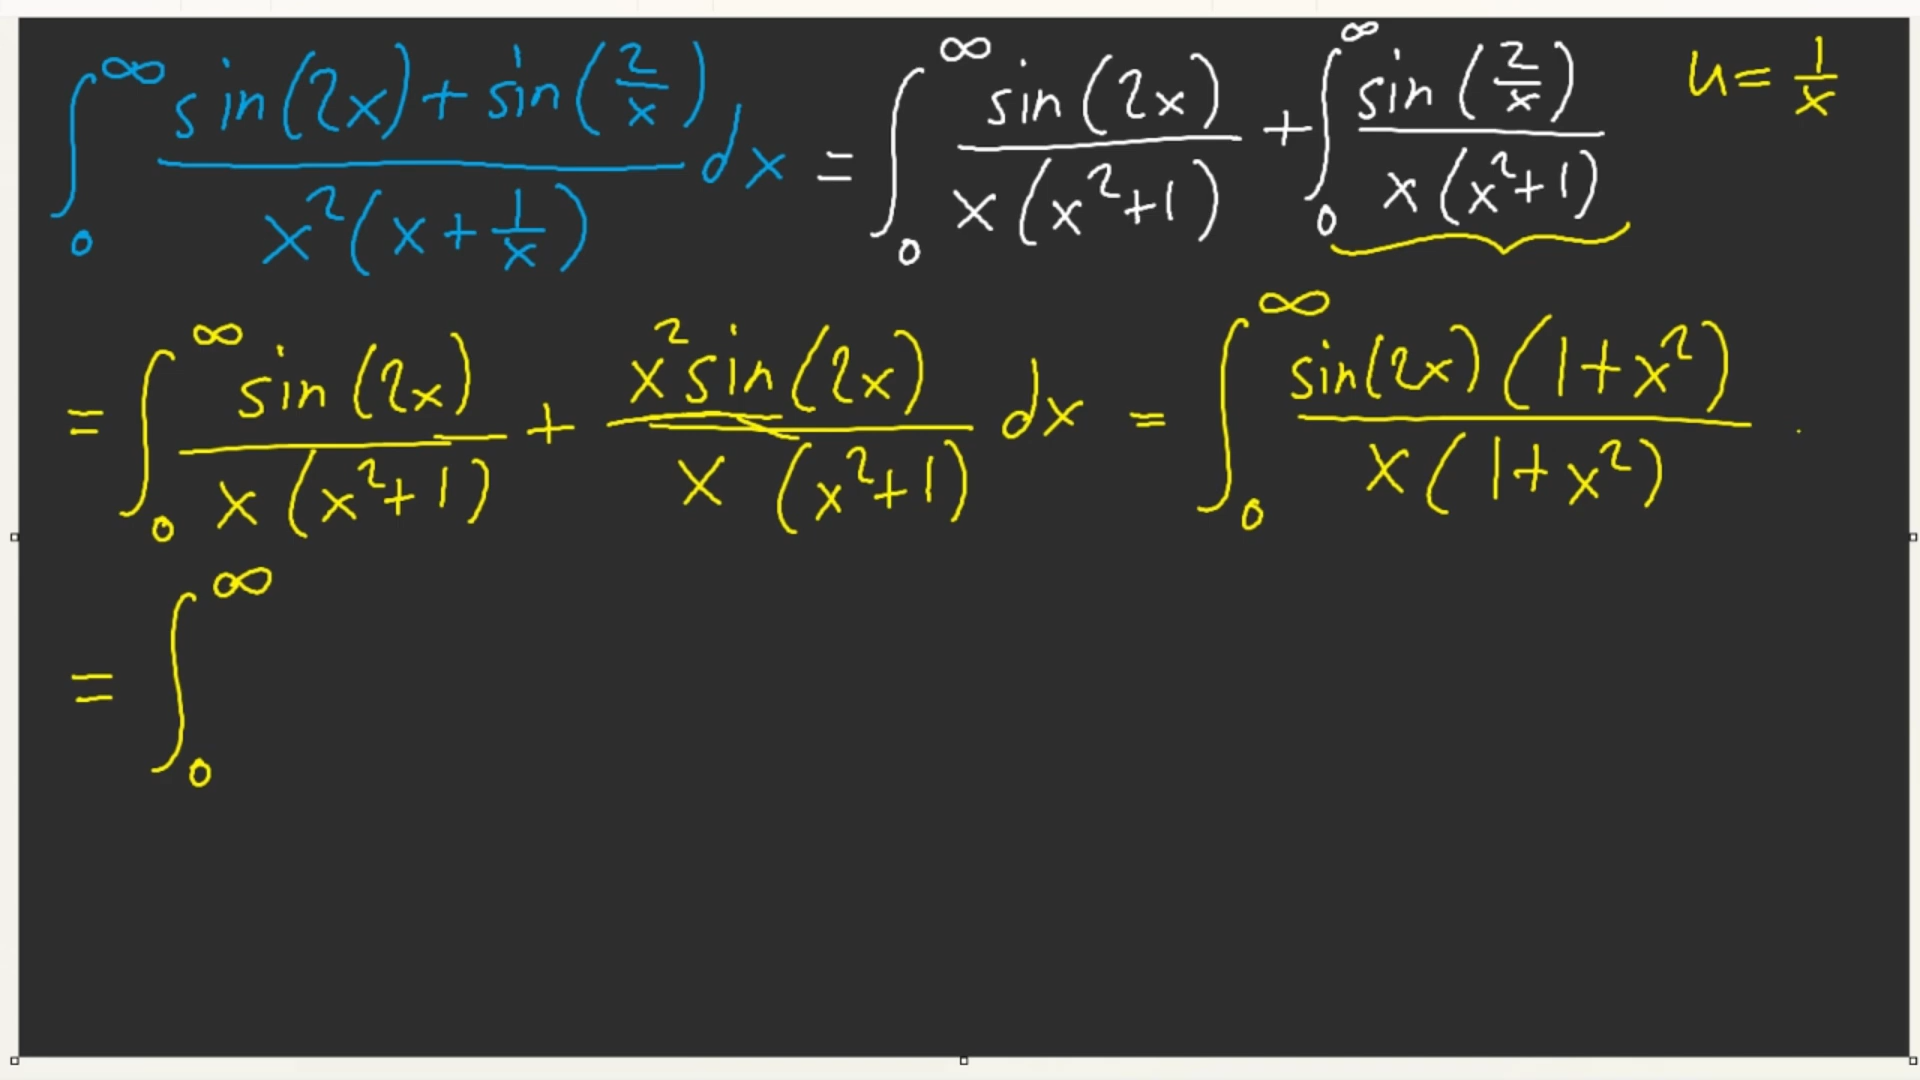 ∫₀^∞ (sin(2x) + sin(2/x)) / (x²(x + 1/x)) dx = ∫₀^∞ sin(2x) / (x(x²+1)) + ∫₀^∞ sin(2/x) / (x(x²+1)) u = 1/x
= ∫₀^∞ sin(2x) / (x(x²+1)) + x² sin(2x) / (x(x²+1)) dx = ∫₀^∞ sin(2x)(1+x²) / (x(1+x²))
= ∫₀^∞